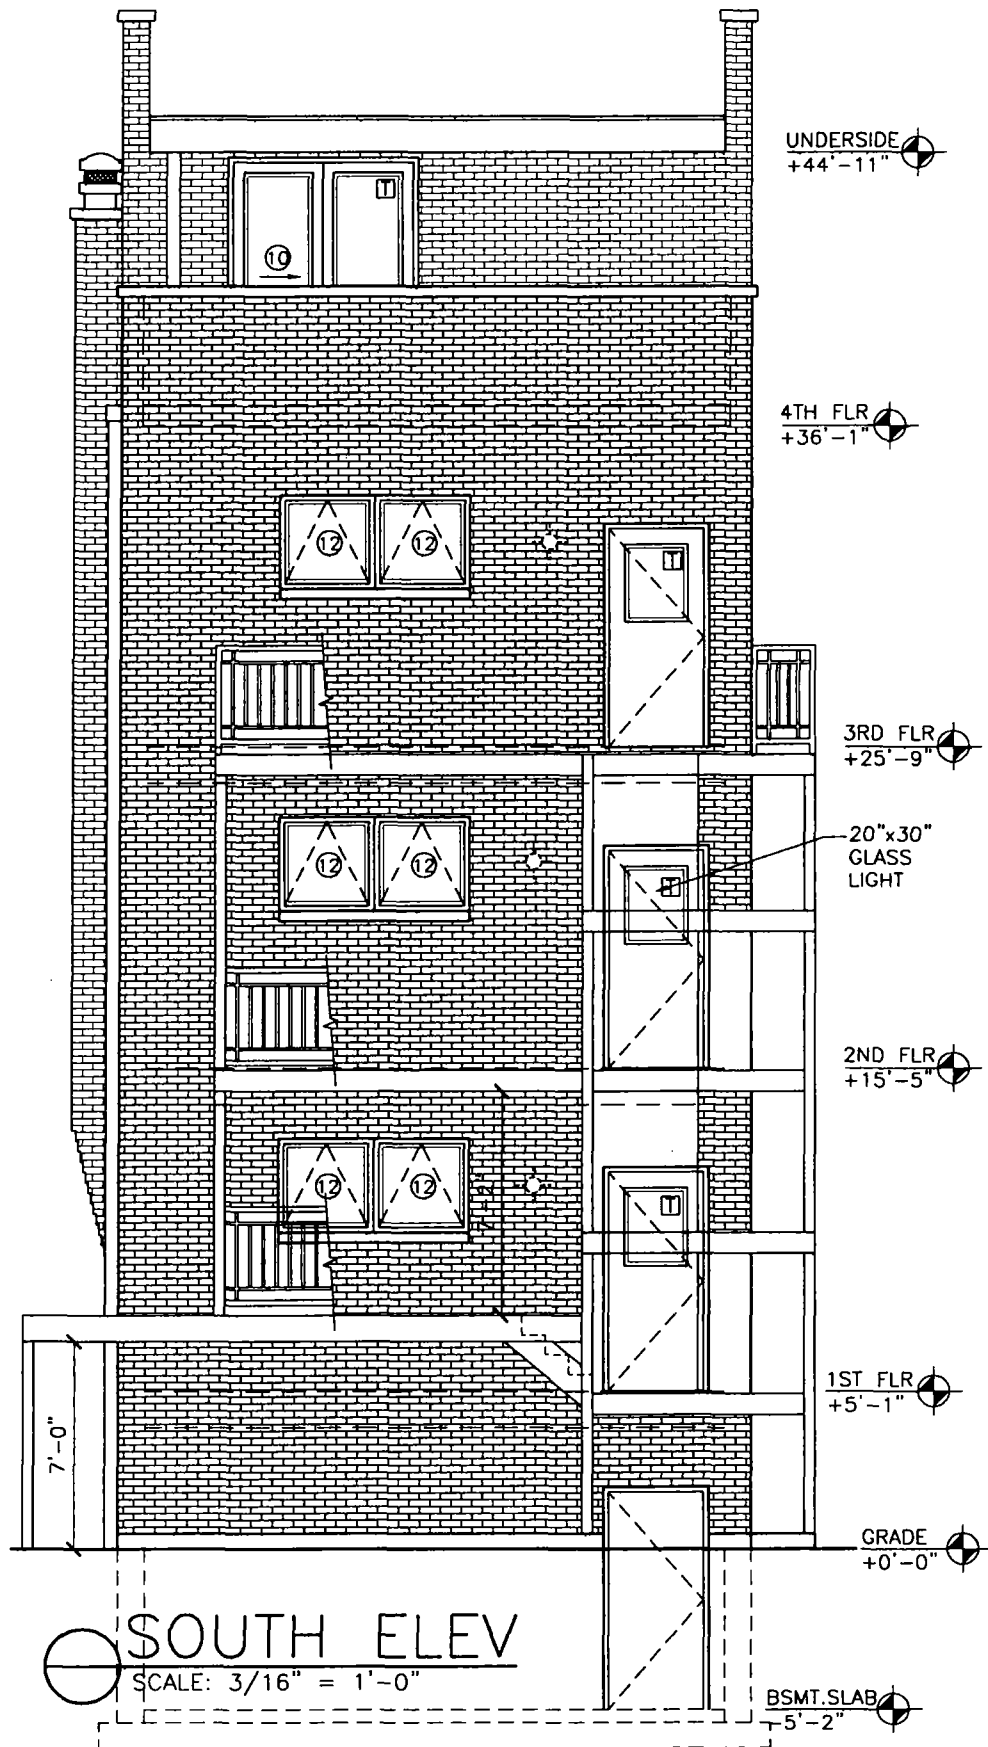 UNDERSIDE
+44'-11"
T
10
4TH FLR
+36'-1"
12 12
T
3RD FLR
+25'-9"
20"x30"
GLASS
LIGHT
12 12
T
2ND FLR
+15'-5"
12 12
7'-2"
T
1ST FLR
+5'-1"
7'-0"
GRADE
+0'-0"
SOUTH ELEV
SCALE: 3/16" = 1'-0"
BSMT.SLAB
-5'-2"